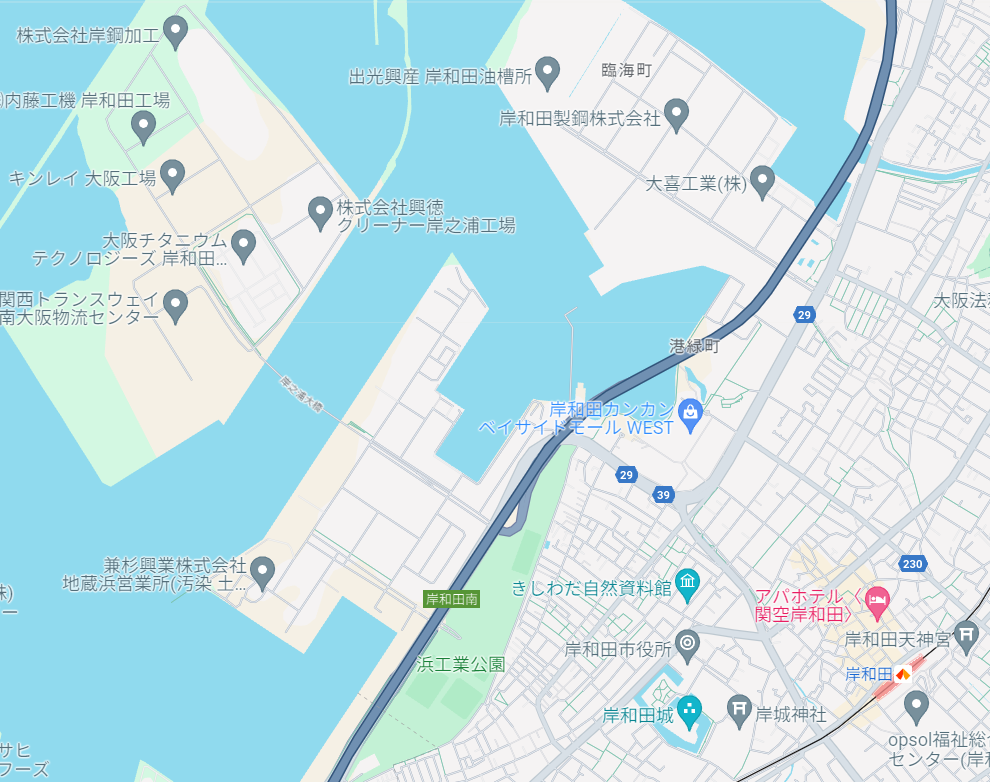 株式会社岸鋼加工
出光興産 岸和田油槽所
臨海町
内藤工機 岸和田工場
岸和田製鋼株式会社
キンレイ 大阪工場
大喜工業(株)
株式会社興徳
クリーナー岸之浦工場
大阪チタニウム
テクノロジーズ 岸和田...
関西トランスウェイ
南大阪物流センター
大阪法
29
港緑町
岸之浦大橋
岸和田カンカン
ベイサイドモール WEST
29
39
兼杉興業株式会社
地蔵浜営業所(汚染 土...
230
株)
ー
きしわだ自然資料館
アパホテル〈
関空岸和田〉
岸和田南
岸和田天神宮
岸和田市役所
浜工業公園
岸和田
岸和田城
岸城神社
opsol福祉総合
センター(岸和
サヒ
フーズ